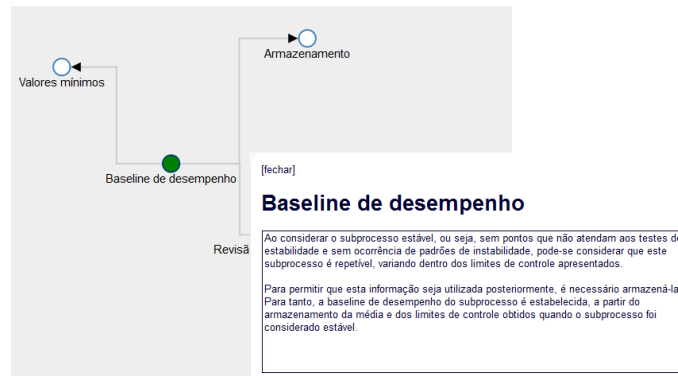 Armazenamento
Valores mínimos
Baseline de desempenho
Revisã
[fechar]
Baseline de desempenho
Ao considerar o subprocesso estável, ou seja, sem pontos que não atendam aos testes de
estabilidade e sem ocorrência de padrões de instabilidade, pode-se considerar que este
subprocesso é repetível, variando dentro dos limites de controle apresentados.
Para permitir que esta informação seja utilizada posteriormente, é necessário armazená-la
Para tanto, a baseline de desempenho do subprocesso é estabelecida, a partir do
armazenamento da média e dos limites de controle obtidos quando o subprocesso foi
considerado estável.